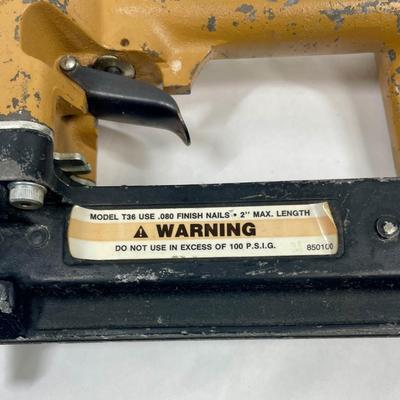 MODEL T36 USE .080 FINISH NAILS • 2" MAX. LENGTH
⚠ WARNING
DO NOT USE IN EXCESS OF 100 P.S.I.G. 850100